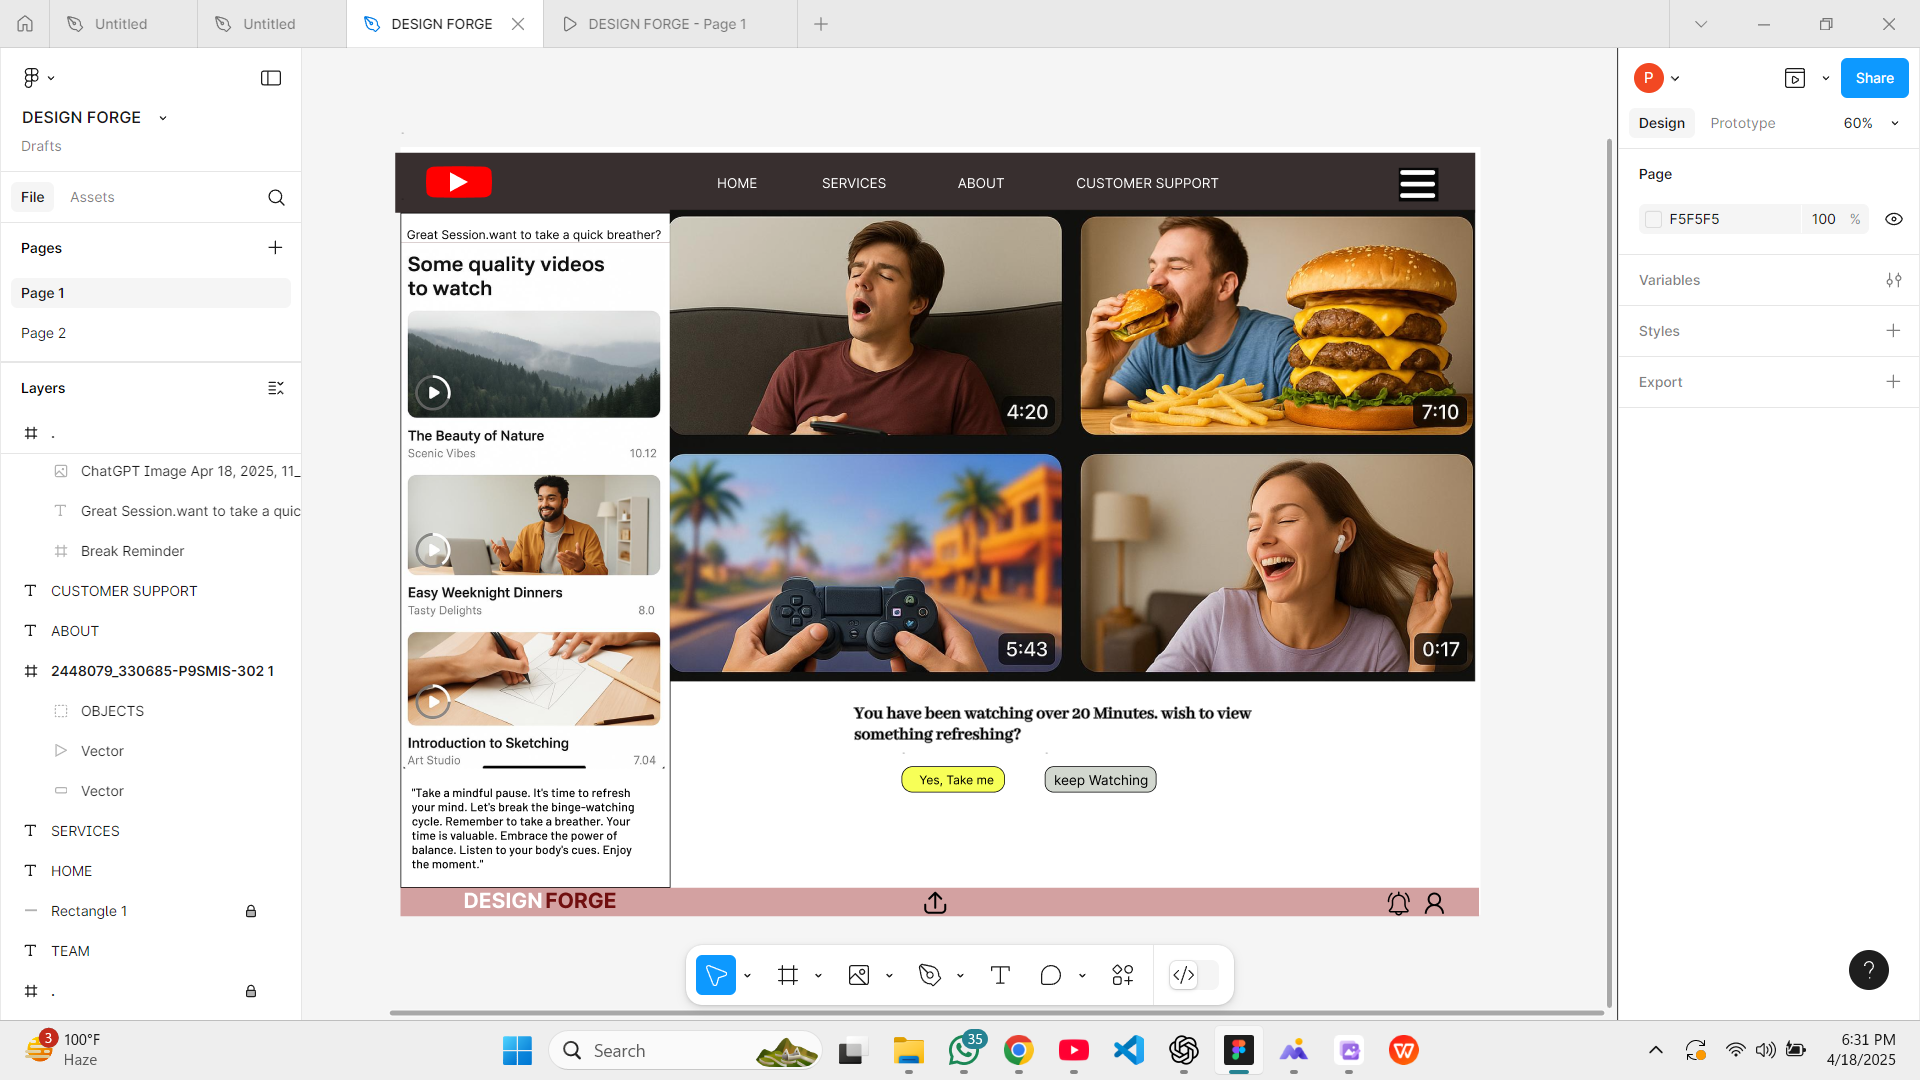 Untitled
Untitled
DESIGN FORGE
DESIGN FORGE - Page 1
DESIGN FORGE
Drafts
File
Assets
Pages
Page 1
Page 2
Layers
.
ChatGPT Image Apr 18, 2025, 11_
Great Session.want to take a quic
Break Reminder
CUSTOMER SUPPORT
ABOUT
2448079_330685-P9SMIS-302 1
OBJECTS
Vector
Vector
SERVICES
HOME
Rectangle 1
TEAM
.
HOME
SERVICES
ABOUT
CUSTOMER SUPPORT
Great Session.want to take a quick breather?
Some quality videos
to watch
The Beauty of Nature
Scenic Vibes
10.12
Easy Weeknight Dinners
Tasty Delights
8.0
Introduction to Sketching
Art Studio
7.04
"Take a mindful pause. It's time to refresh
your mind. Let's break the binge-watching
cycle. Remember to take a breather. Your
time is valuable. Embrace the power of
balance. Listen to your body's cues. Enjoy
the moment."
4:20
7:10
5:43
0:17
You have been watching over 20 Minutes. wish to view
something refreshing?
Yes, Take me
keep Watching
DESIGN FORGE
P
Share
Design
Prototype
60%
Page
F5F5F5
100
%
Variables
Styles
Export
?
3
100°F
Haze
Search
35
6:31 PM
4/18/2025